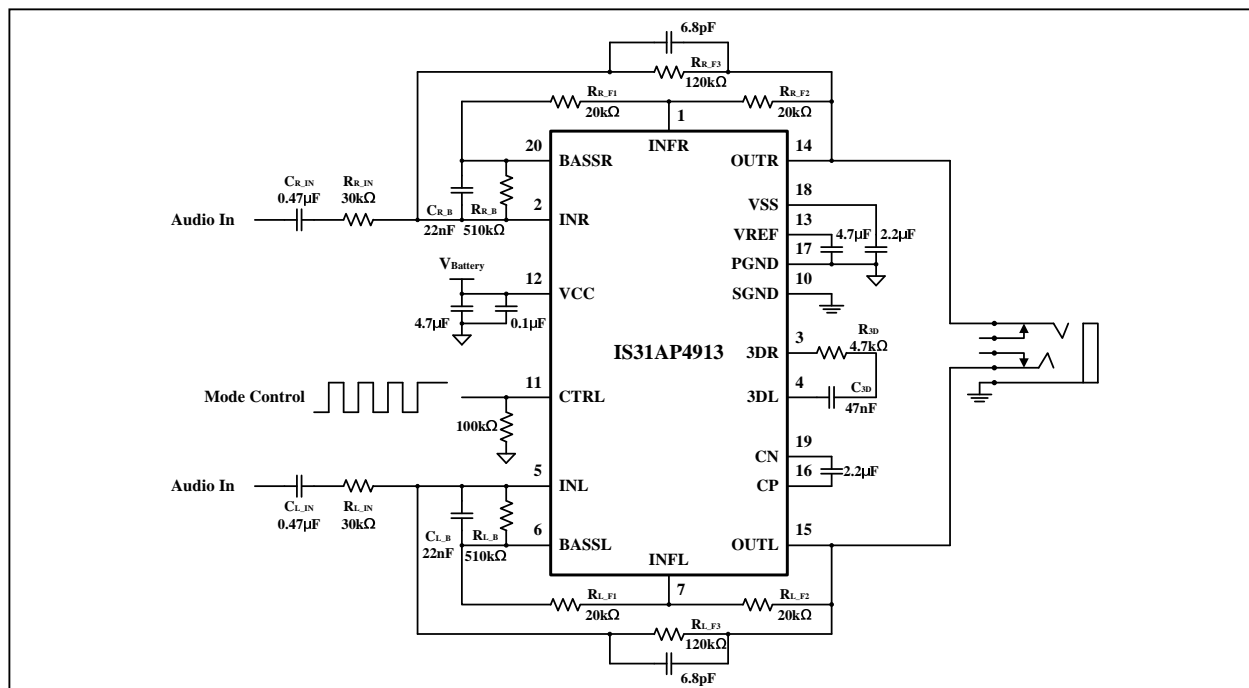 6.8pF
R_R_F3
120kΩ
R_R_F1
20kΩ
R_R_F2
20kΩ
1
INFR
20
BASSR
14
OUTR
C_R_IN
0.47µF
R_R_IN
30kΩ
Audio In
C_R_B
22nF
R_R_B
510kΩ
2
INR
18
VSS
13
VREF
4.7µF
2.2µF
17
PGND
10
SGND
V_Battery
12
VCC
4.7µF
0.1µF
IS31AP4913
3
3DR
R_3D
4.7kΩ
4
3DL
C_3D
47nF
Mode Control
11
CTRL
100kΩ
19
CN
16
CP
2.2µF
Audio In
C_L_IN
0.47µF
R_L_IN
30kΩ
5
INL
C_L_B
22nF
R_L_B
510kΩ
6
BASSL
15
OUTL
INFL
7
R_L_F1
20kΩ
R_L_F2
20kΩ
R_L_F3
120kΩ
6.8pF